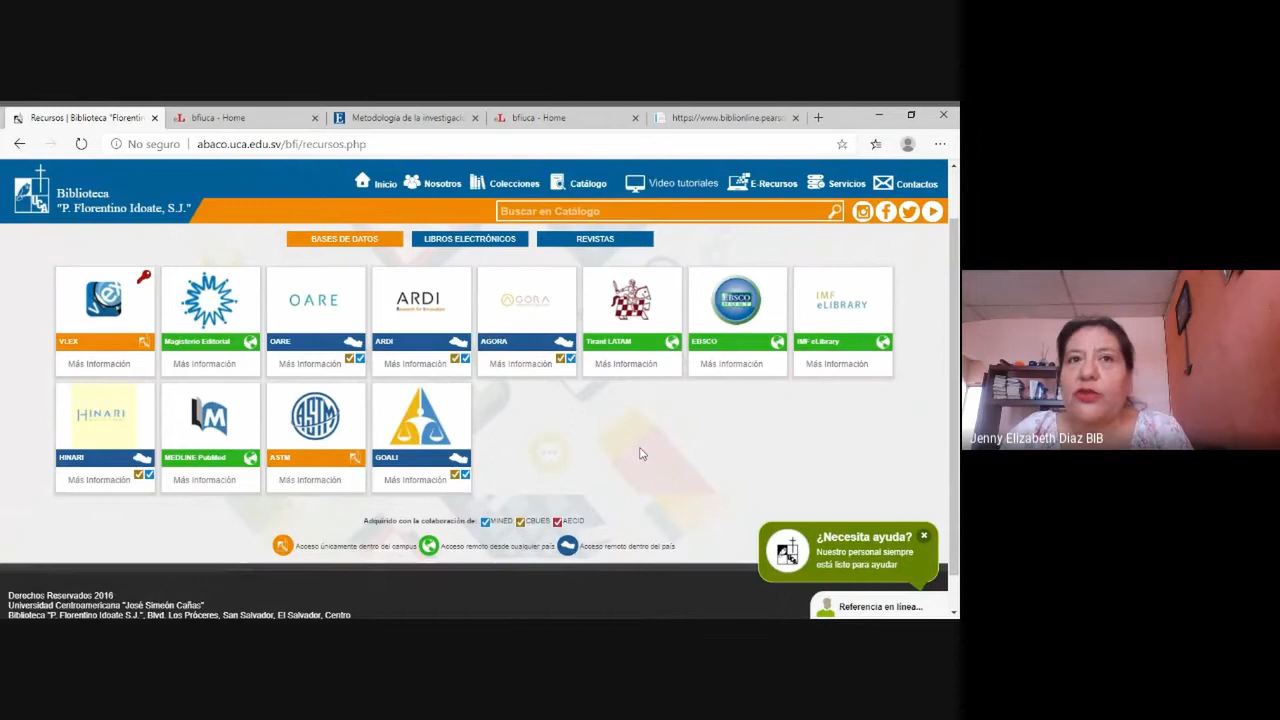 Recursos | Biblioteca "Florentin
bfiuca - Home
Metodología de la investigaci
bfiuca - Home
https://www.biblionline.pears
No seguro
abaco.uca.edu.sv/bfi/recursos.php
Biblioteca
"P. Florentino Idoate, S.J."
UCA
Inicio
Nosotros
Colecciones
Catálogo
Video tutoriales
E-Recursos
Servicios
Contactos
Buscar en Catálogo
BASES DE DATOS
LIBROS ELECTRÓNICOS
REVISTAS
OARE
ARDI
AGORA
EBSCO
HOST
IMF
eLIBRARY
VLEX
Magisterio Editorial
OARE
ARDI
AGORA
Tirant LATAM
EBSCO
IMF eLibrary
Más Información
Más Información
Más Información
Más Información
Más Información
Más Información
Más Información
Más Información
HINARI
M
ASTM
HINARI
MEDLINE PubMed
ASTM
GOALI
Más Información
Más Información
Más Información
Más Información
Adquirido con la colaboración de: MINED CBUES AECID
Acceso únicamente dentro del campus
Acceso remoto desde cualquier país
Acceso remoto dentro del país
¿Necesita ayuda?
Nuestro personal siempre
está listo para ayudar
Referencia en línea...
Derechos Reservados 2016
Universidad Centroamericana "José Simeón Cañas"
Biblioteca "P. Florentino Idoate S.J.", Blvd. Los Próceres, San Salvador, El Salvador, Centro
Jenny Elizabeth Diaz BIB